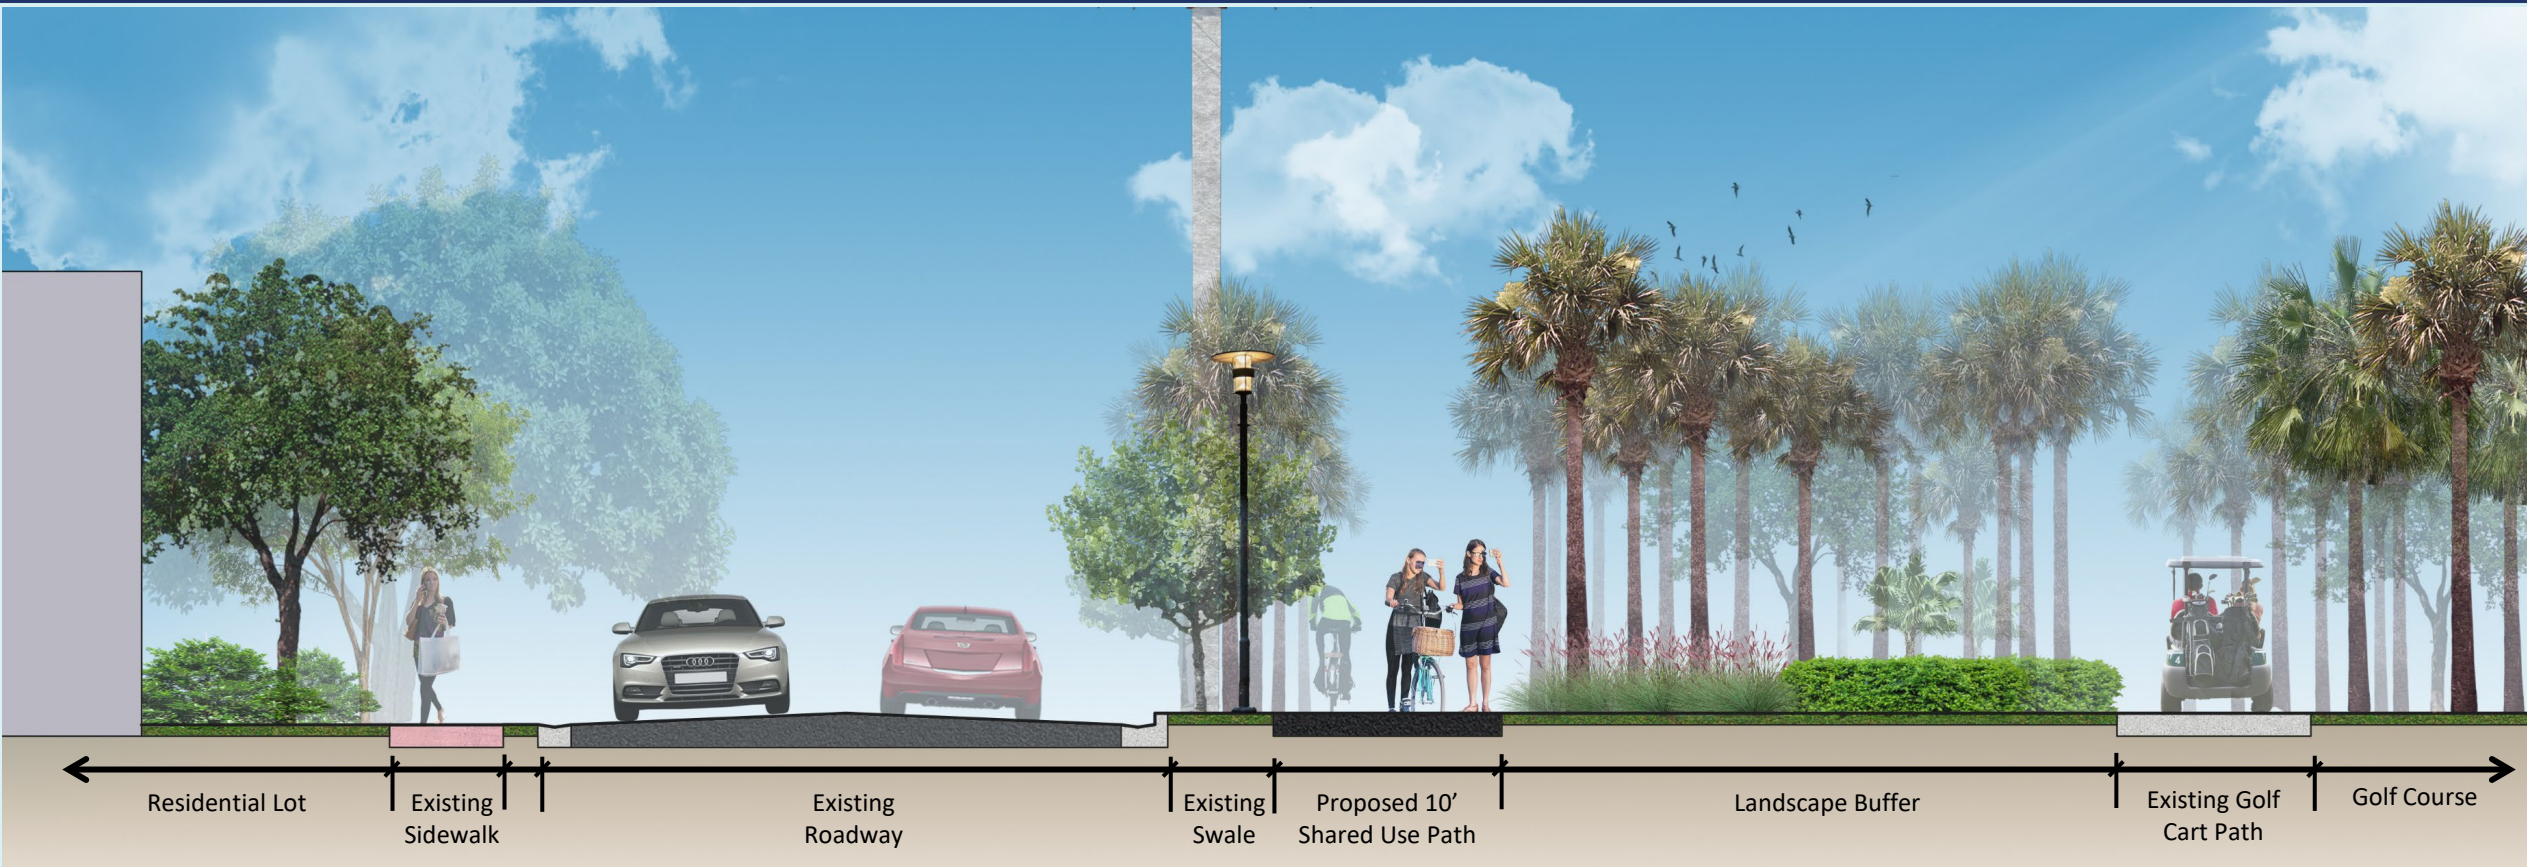 Residential Lot
Existing
Sidewalk
Existing
Roadway
Existing
Swale
Proposed 10’
Shared Use Path
Landscape Buffer
Existing Golf
Cart Path
Golf Course
4